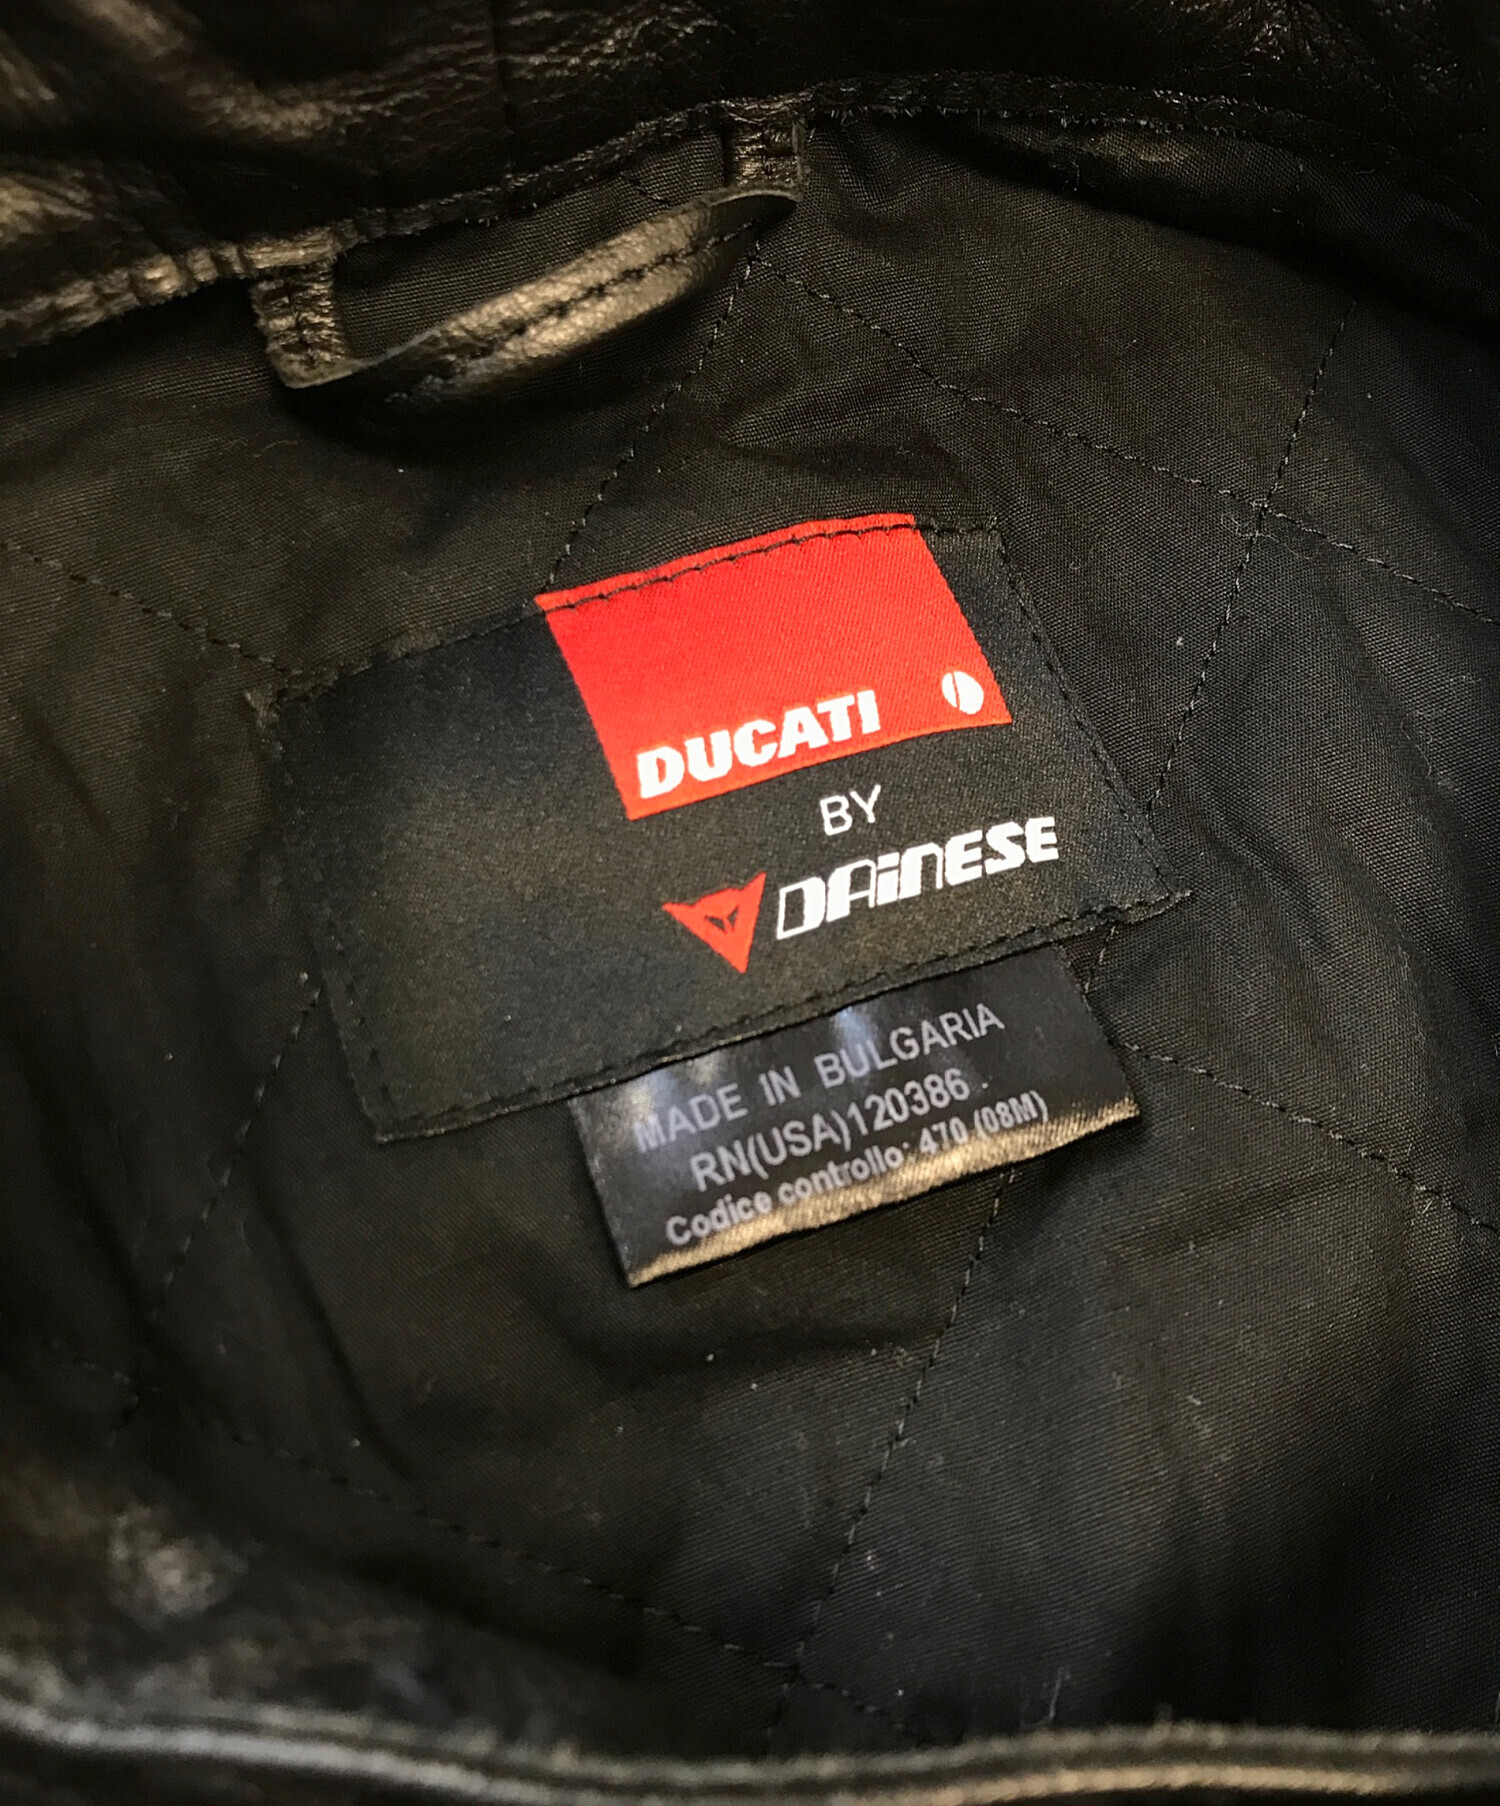 DUCATI
BY
DAiNESE
MADE IN BULGARIA
RN(USA)120386
Codice controllo: 470 (08M)